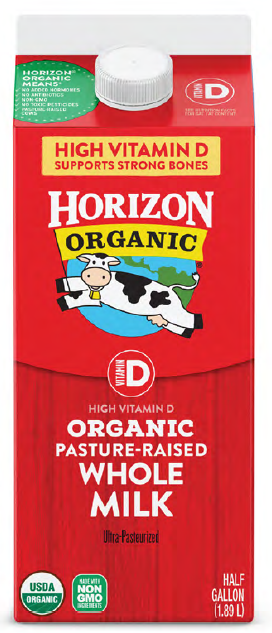 HORIZON®
ORGANIC
MEANS*
NO ADDED HORMONES
NO ANTIBIOTICS
NON-GMO
NO TOXIC PESTICIDES
PASTURE-RAISED
COWS
VITAMIN
D
HIGH VITAMIN D
SUPPORTS STRONG BONES
HORIZON
ORGANIC®
VITAMIN
D
HIGH VITAMIN D
ORGANIC
PASTURE-RAISED
WHOLE
MILK
Ultra-Pasteurized
USDA
ORGANIC
MADE WITH
NON
GMO
INGREDIENTS
HALF
GALLON
(1.89 L)